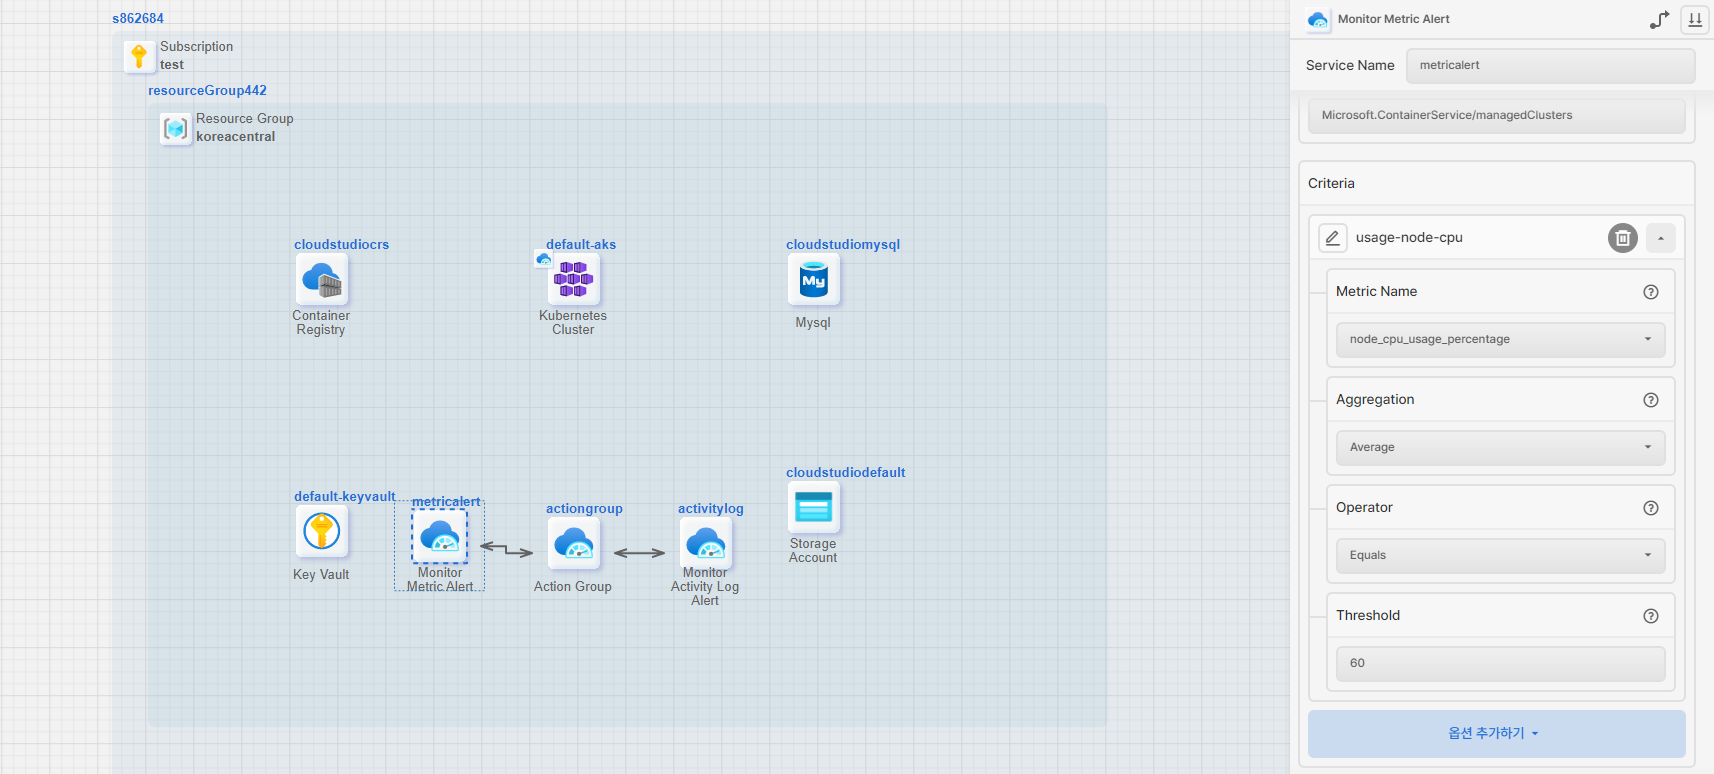 s862684
Subscription
test
resourceGroup442
Resource Group
koreacentral
cloudstudiocrs
Container
Registry
default-aks
Kubernetes
Cluster
cloudstudiomysql
My
Mysql
default-keyvault
Key Vault
metricalert
Monitor
Metric Alert
actiongroup
Action Group
activitylog
Monitor
Activity Log
Alert
cloudstudiodefault
Storage
Account
Monitor Metric Alert
Service Name
metricalert
Microsoft.ContainerService/managedClusters
Criteria
usage-node-cpu
Metric Name
node_cpu_usage_percentage
Aggregation
Average
Operator
Equals
Threshold
60
옵션 추가하기